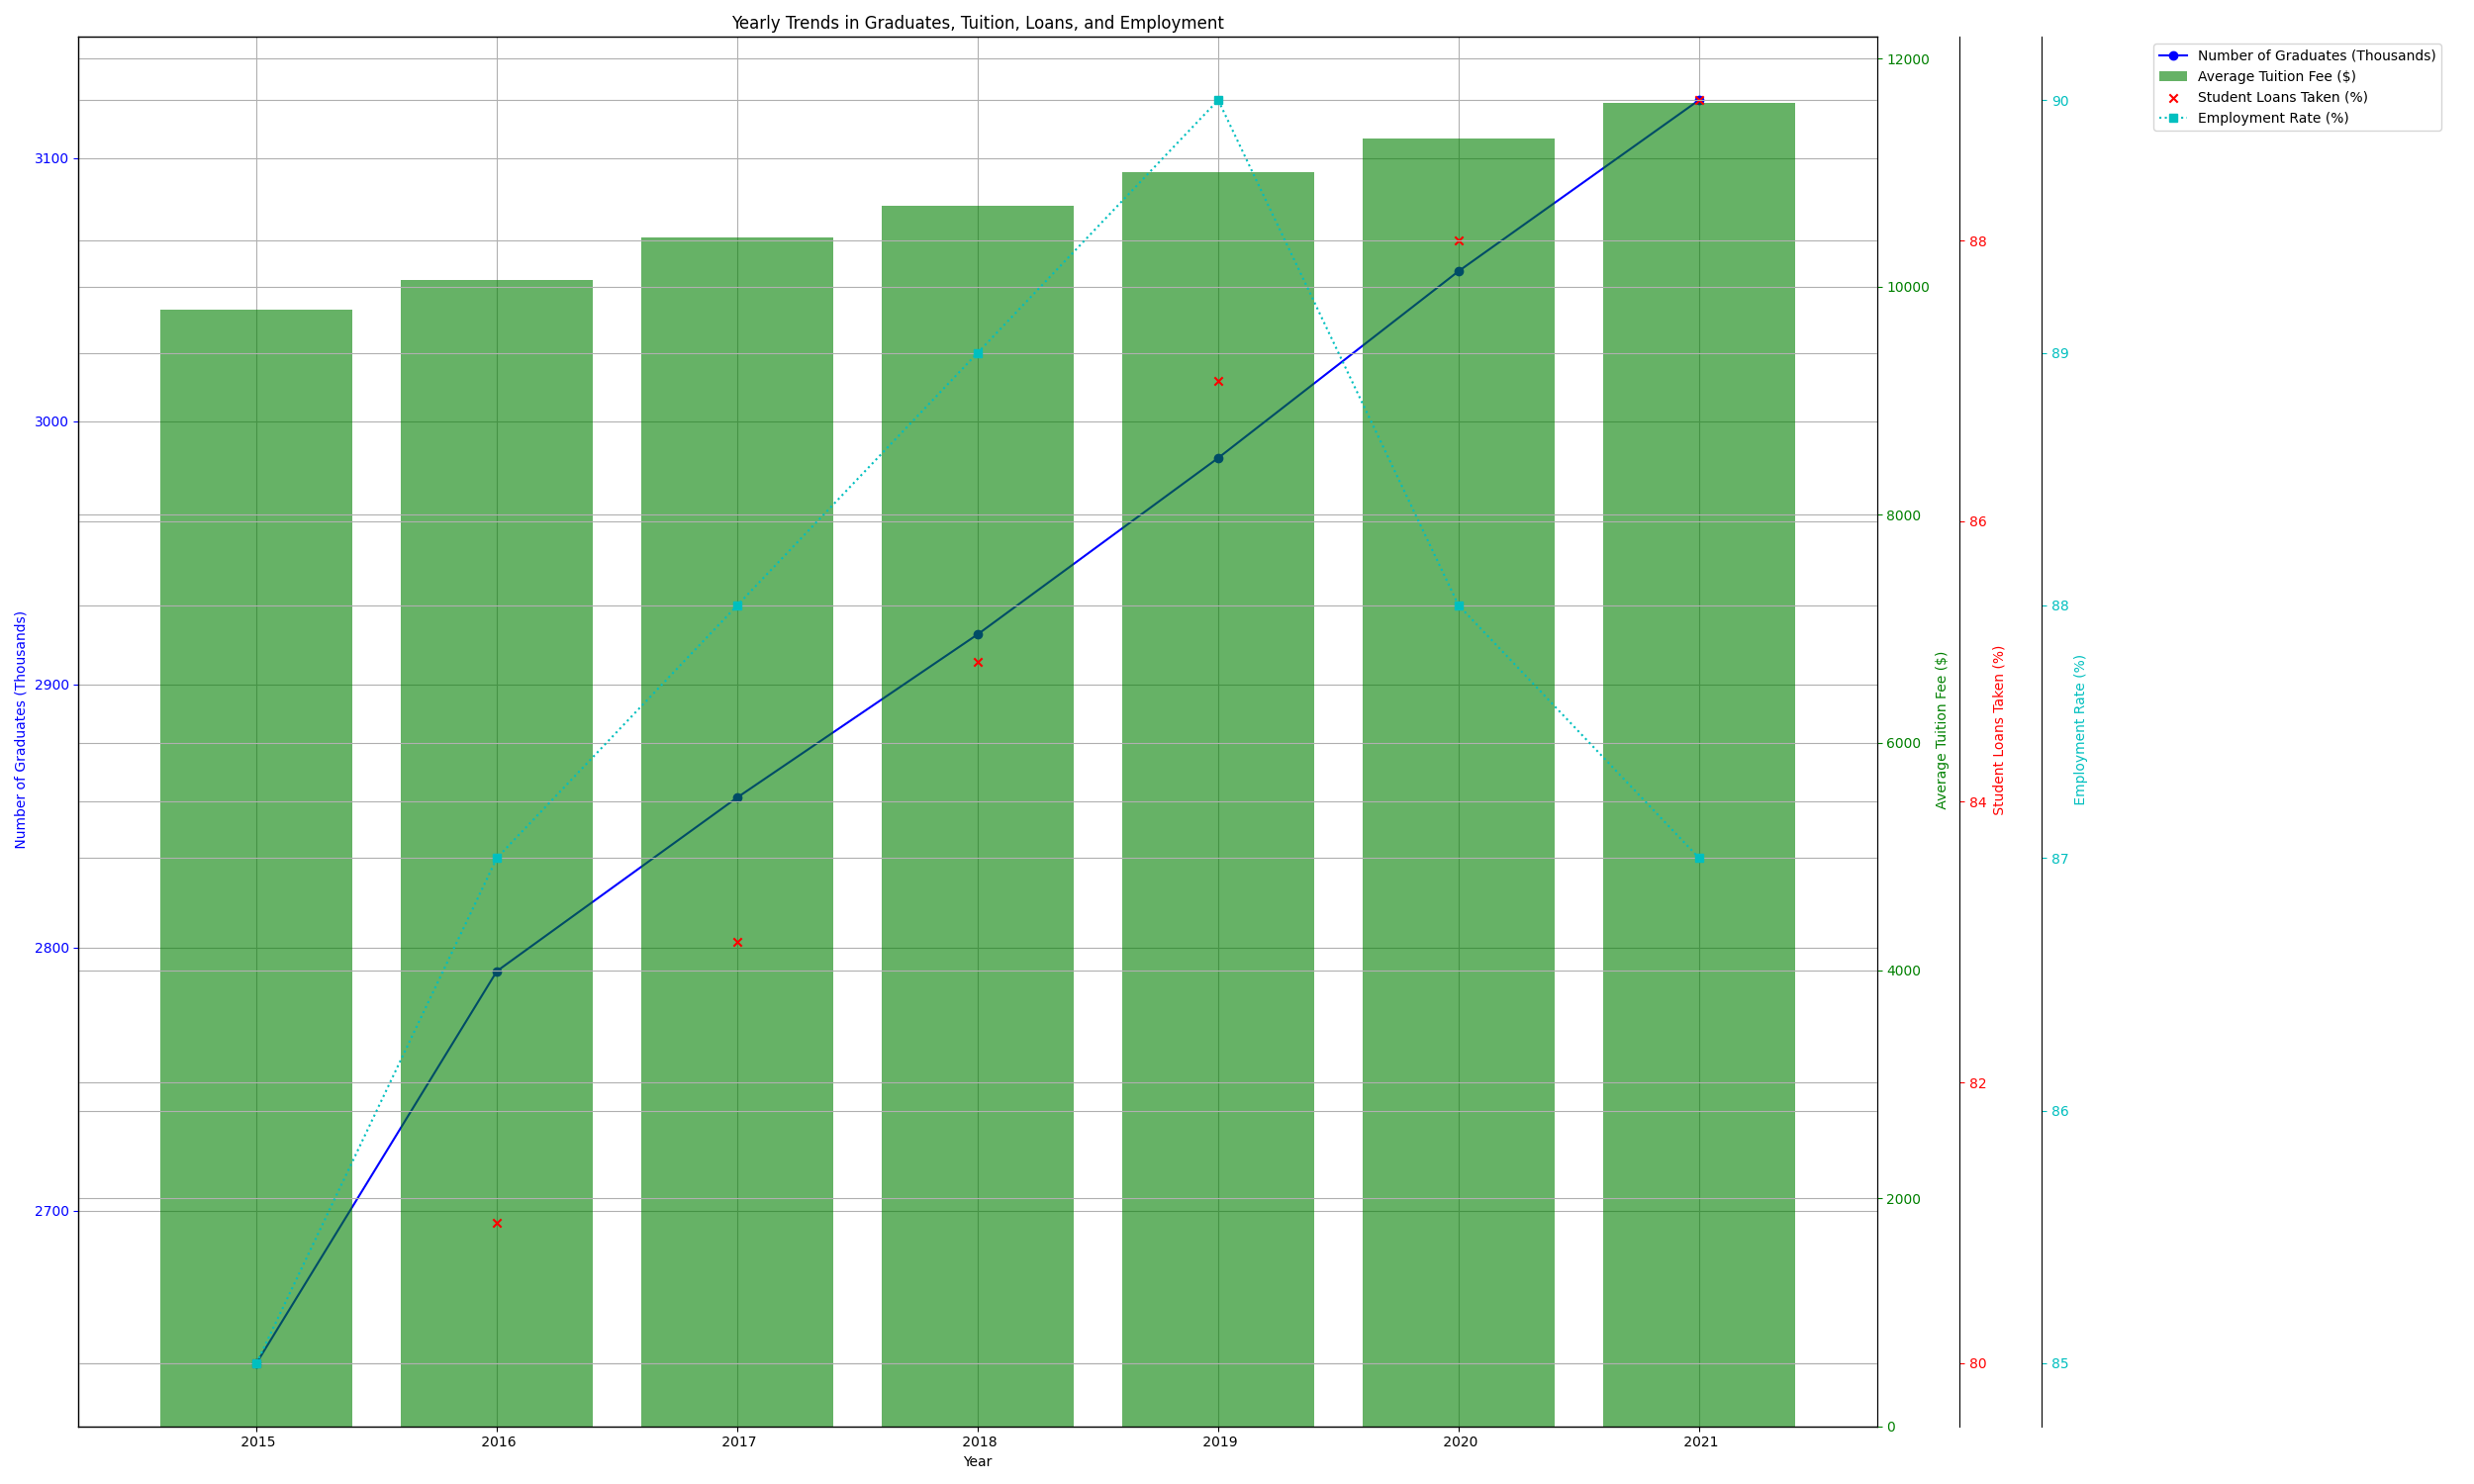 Yearly Trends in Graduates, Tuition, Loans, and Employment
Number of Graduates (Thousands)
Average Tuition Fee ($)
Student Loans Taken (%)
Employment Rate (%)
3100
3000
2900
2800
2700
Number of Graduates (Thousands)
12000
10000
8000
6000
4000
2000
0
Average Tuition Fee ($)
88
86
84
82
80
Student Loans Taken (%)
90
89
88
87
86
85
Employment Rate (%)
2015 2016 2017 2018 2019 2020 2021
Year